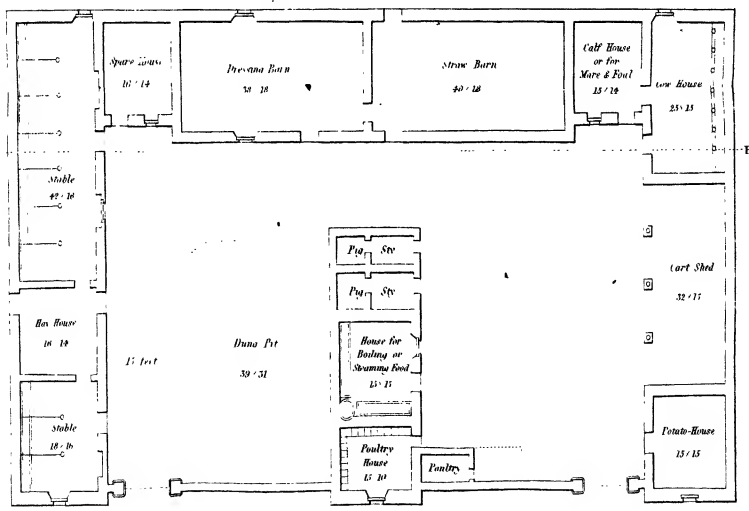 Spare House
16 × 14
Dressing Barn
38 × 18
Straw Barn
40 × 18
Calf House
or for
Mare & Foal
15 × 14
Cow House
25 × 15
Stable
42 × 16
Pig Sty
Pig Sty
Cart Shed
32 × 17
Hay House
16 × 14
15 feet
Dung Pit
39 × 31
House for
Boiling or
Steaming Food
15 × 15
Stable
18 × 16
Poultry
House
15 × 10
Poultry
Potato-House
15 × 15